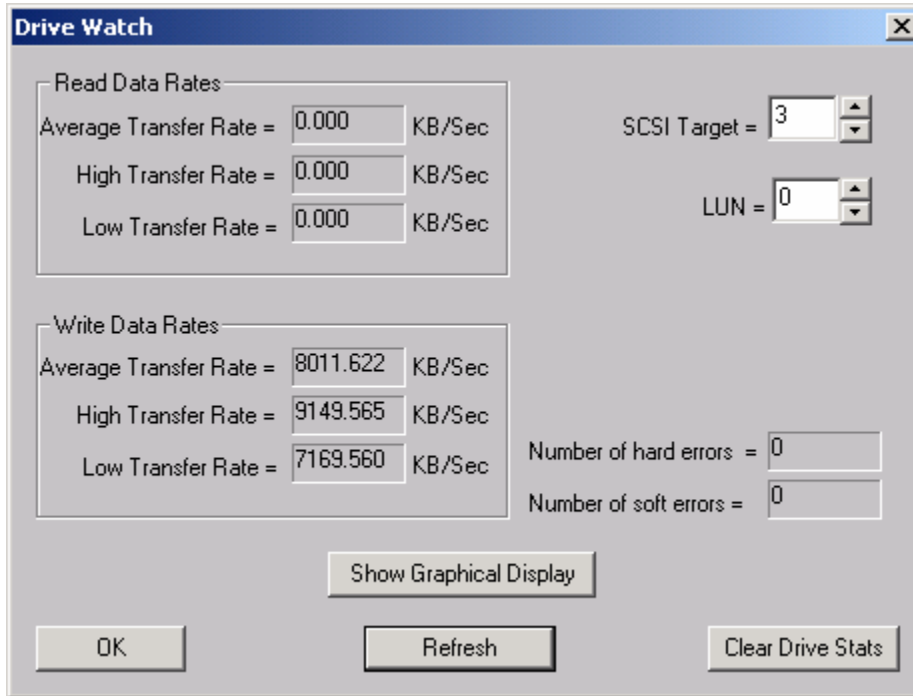 Drive Watch
Read Data Rates
Average Transfer Rate = 0.000 KB/Sec
High Transfer Rate = 0.000 KB/Sec
Low Transfer Rate = 0.000 KB/Sec
SCSI Target = 3
LUN = 0
Write Data Rates
Average Transfer Rate = 8011.622 KB/Sec
High Transfer Rate = 9149.565 KB/Sec
Low Transfer Rate = 7169.560 KB/Sec
Number of hard errors = 0
Number of soft errors = 0
Show Graphical Display
OK
Refresh
Clear Drive Stats